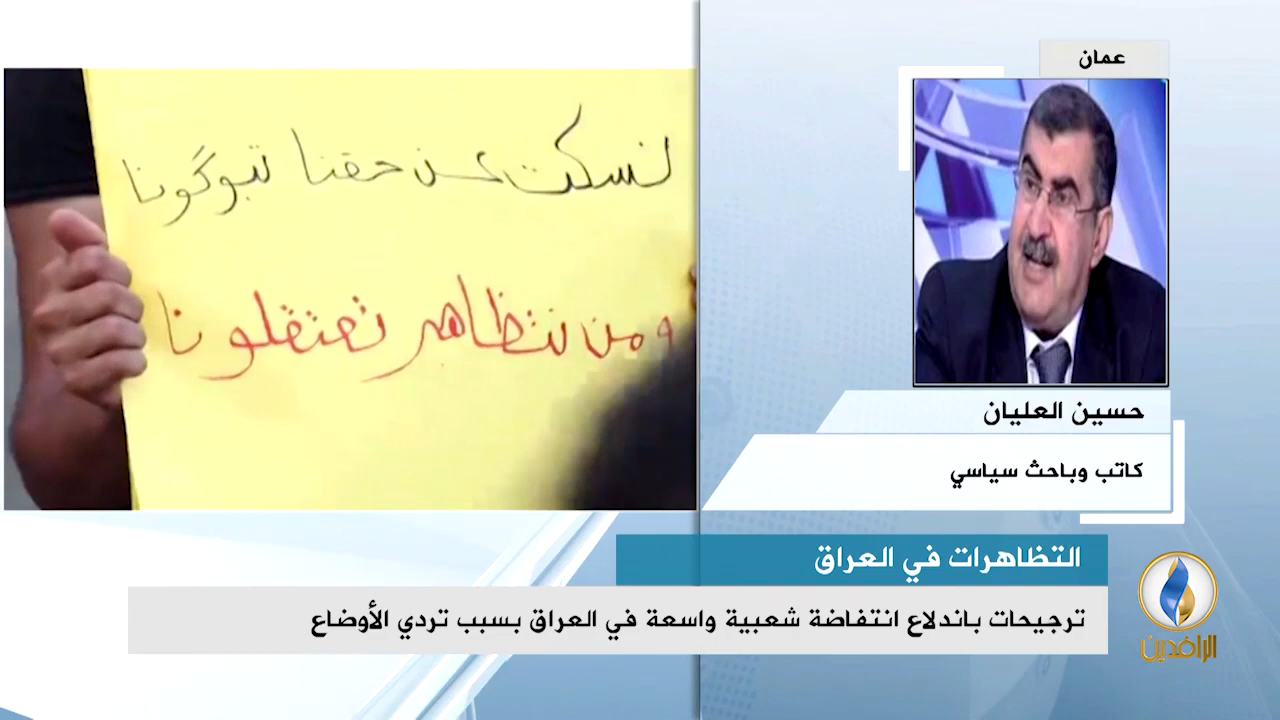 عمان
لنسكت عن حقنا تبوگونا
ومن نتظاهر تعتقلونا
حسين العليان
كاتب وباحث سياسي
التظاهرات في العراق
ترجيحات باندلاع انتفاضة شعبية واسعة في العراق بسبب تردي الأوضاع
الرافدين